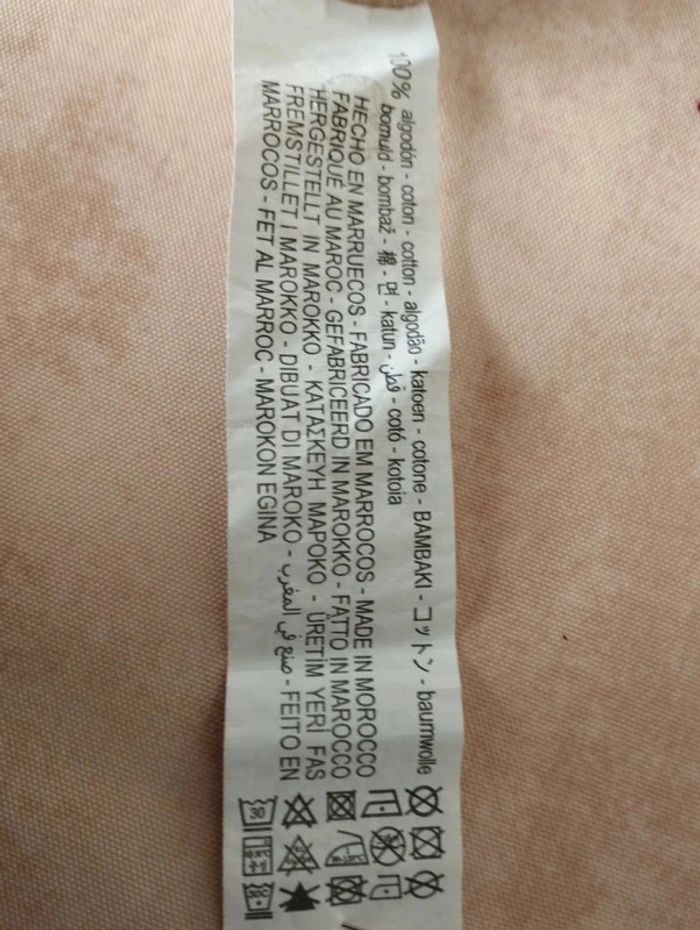 100% algodón - coton - cotton - algodão - katoen - cotone - BAMBAKI - コットン - baumwolle
bomuld - bombaž - 棉 - 면 - katun - قطن - cotó - kotoia
HECHO EN MARRUECOS - FABRICADO EM MARROCOS - MADE IN MOROCCO
FABRIQUÉ AU MAROC - GEFABRICEERD IN MAROKKO - FATTO IN MAROCCO
HERGESTELLT IN MAROKKO - ΚΑΤΑΣΚΕΥΗ ΜΑΡΟΚΟ - ÜRETİM YERİ FAS
FREMSTILLET I MAROKKO - DIBUAT DI MAROKO - صنع في المغرب - FEITO EN
MARROCOS - FET AL MARROC - MAROKON EGINA
30